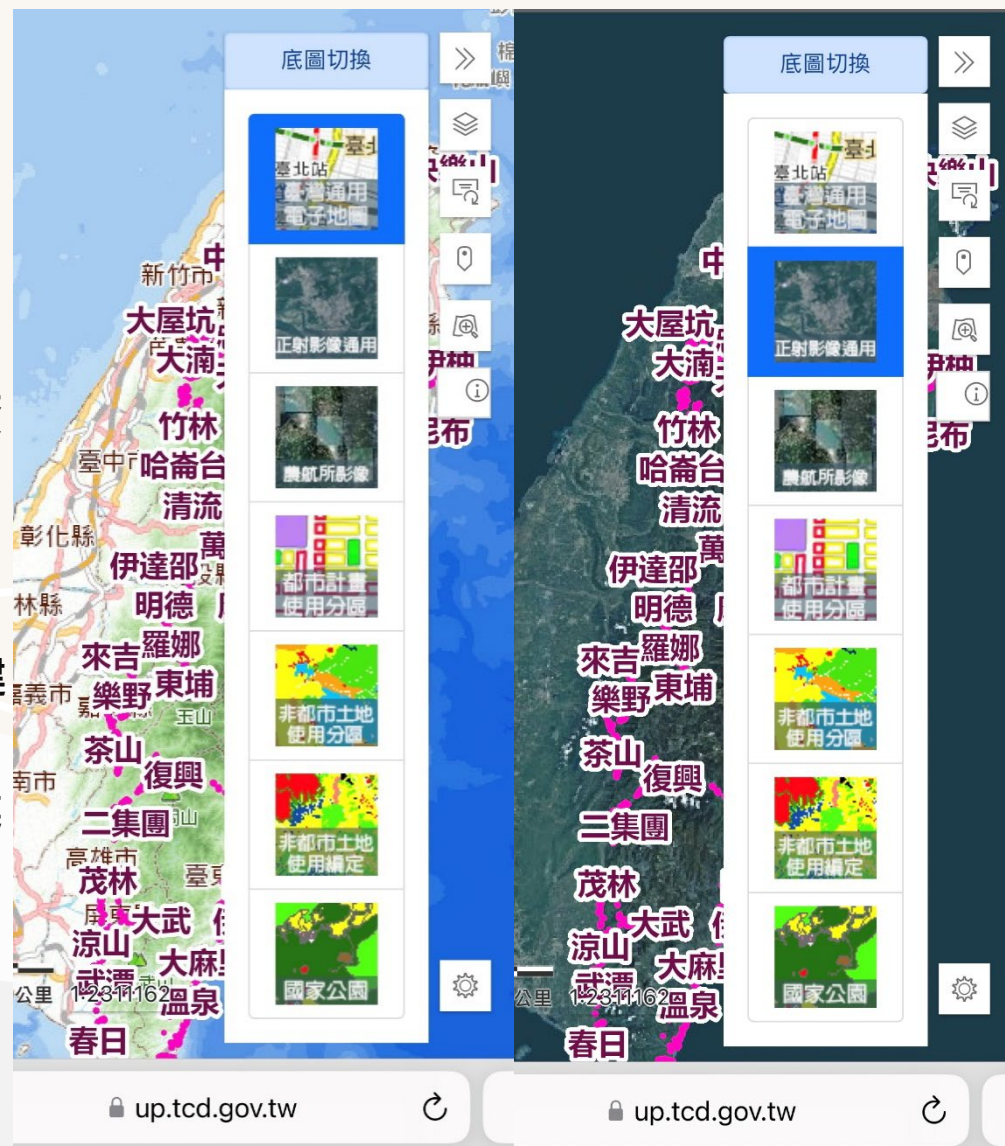 底圖切換
臺北站
臺灣通用
電子地圖
正射影像通用
農航所影像
都市計畫
使用分區
非都市土地
使用分區
非都市土地
使用編定
國家公園
新竹市
大屋坑
大湳
竹林
臺中市
哈崙台
清流
彰化縣
萬
伊達邵
明德
林縣
來吉
羅娜
嘉義市
樂野
東埔
玉山
茶山
復興
南市
二集團
高雄市
茂林
大武
涼山
大麻里
武潭
公里
1:2311162
溫泉
春日
up.tcd.gov.tw
底圖切換
臺北站
臺灣通用
電子地圖
正射影像通用
農航所影像
都市計畫
使用分區
非都市土地
使用分區
非都市土地
使用編定
國家公園
大屋坑
大湳
竹林
哈崙台
清流
萬
伊達邵
明德
來吉
羅娜
樂野
東埔
茶山
復興
二集團
茂林
大武
涼山
大麻里
武潭
公里
1:2311162
溫泉
春日
up.tcd.gov.tw